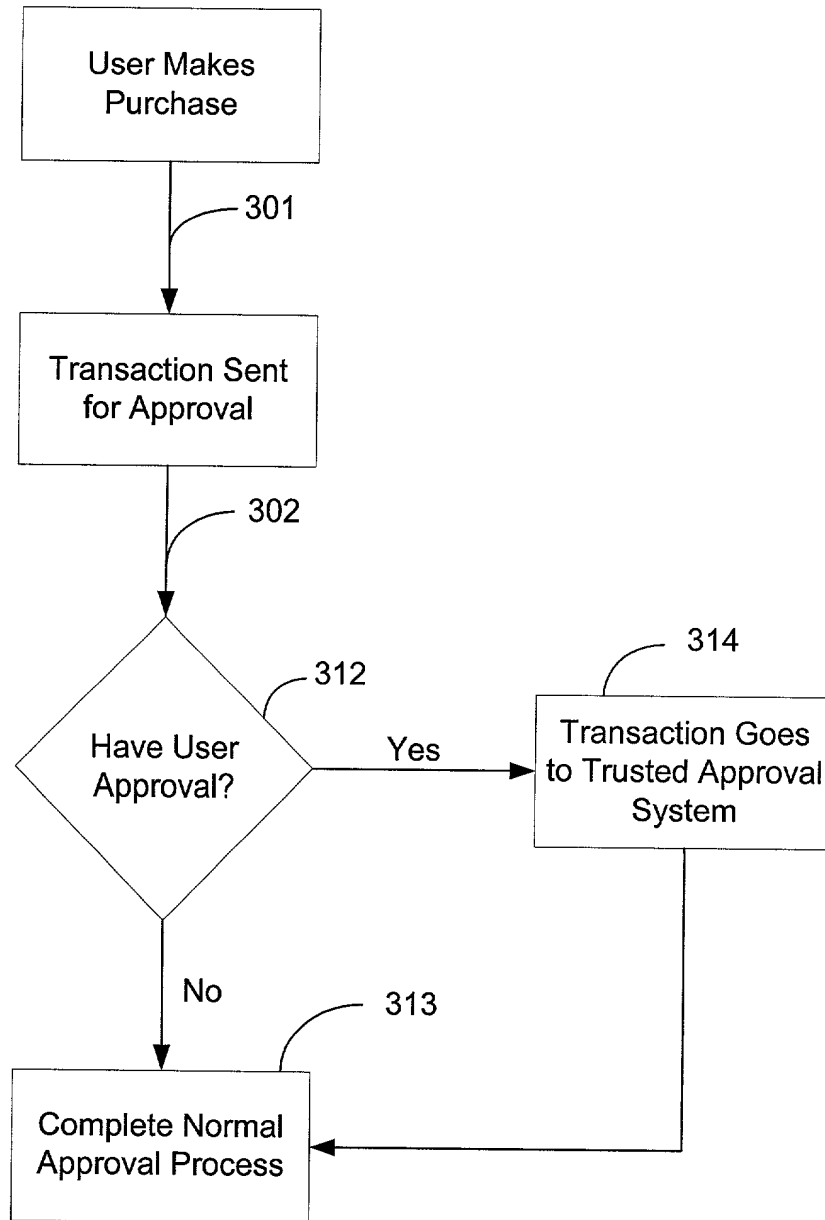 User Makes
Purchase
301
Transaction Sent
for Approval
302
312
314
Have User
Approval?
Yes
Transaction Goes
to Trusted Approval
System
No
313
Complete Normal
Approval Process